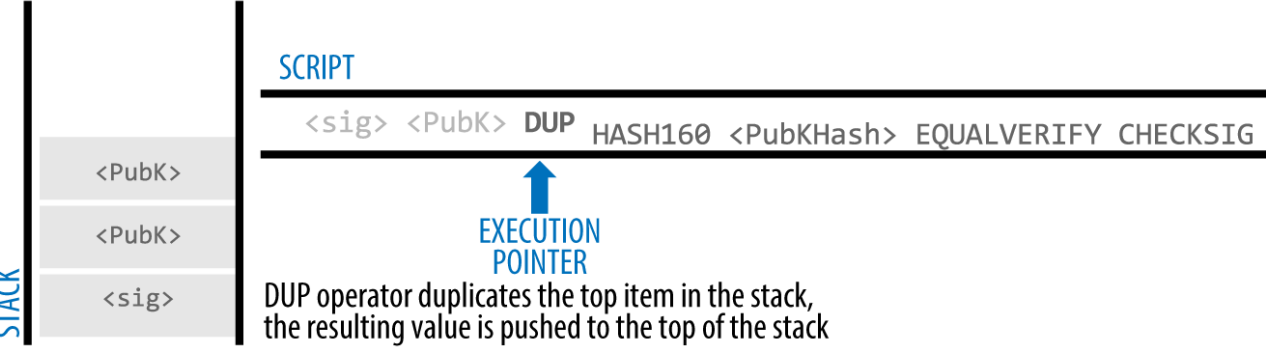 SCRIPT
<sig> <PubK> DUP HASH160 <PubKHash> EQUALVERIFY CHECKSIG
<PubK>
<PubK>
<sig>
STACK
EXECUTION
POINTER
DUP operator duplicates the top item in the stack,
the resulting value is pushed to the top of the stack